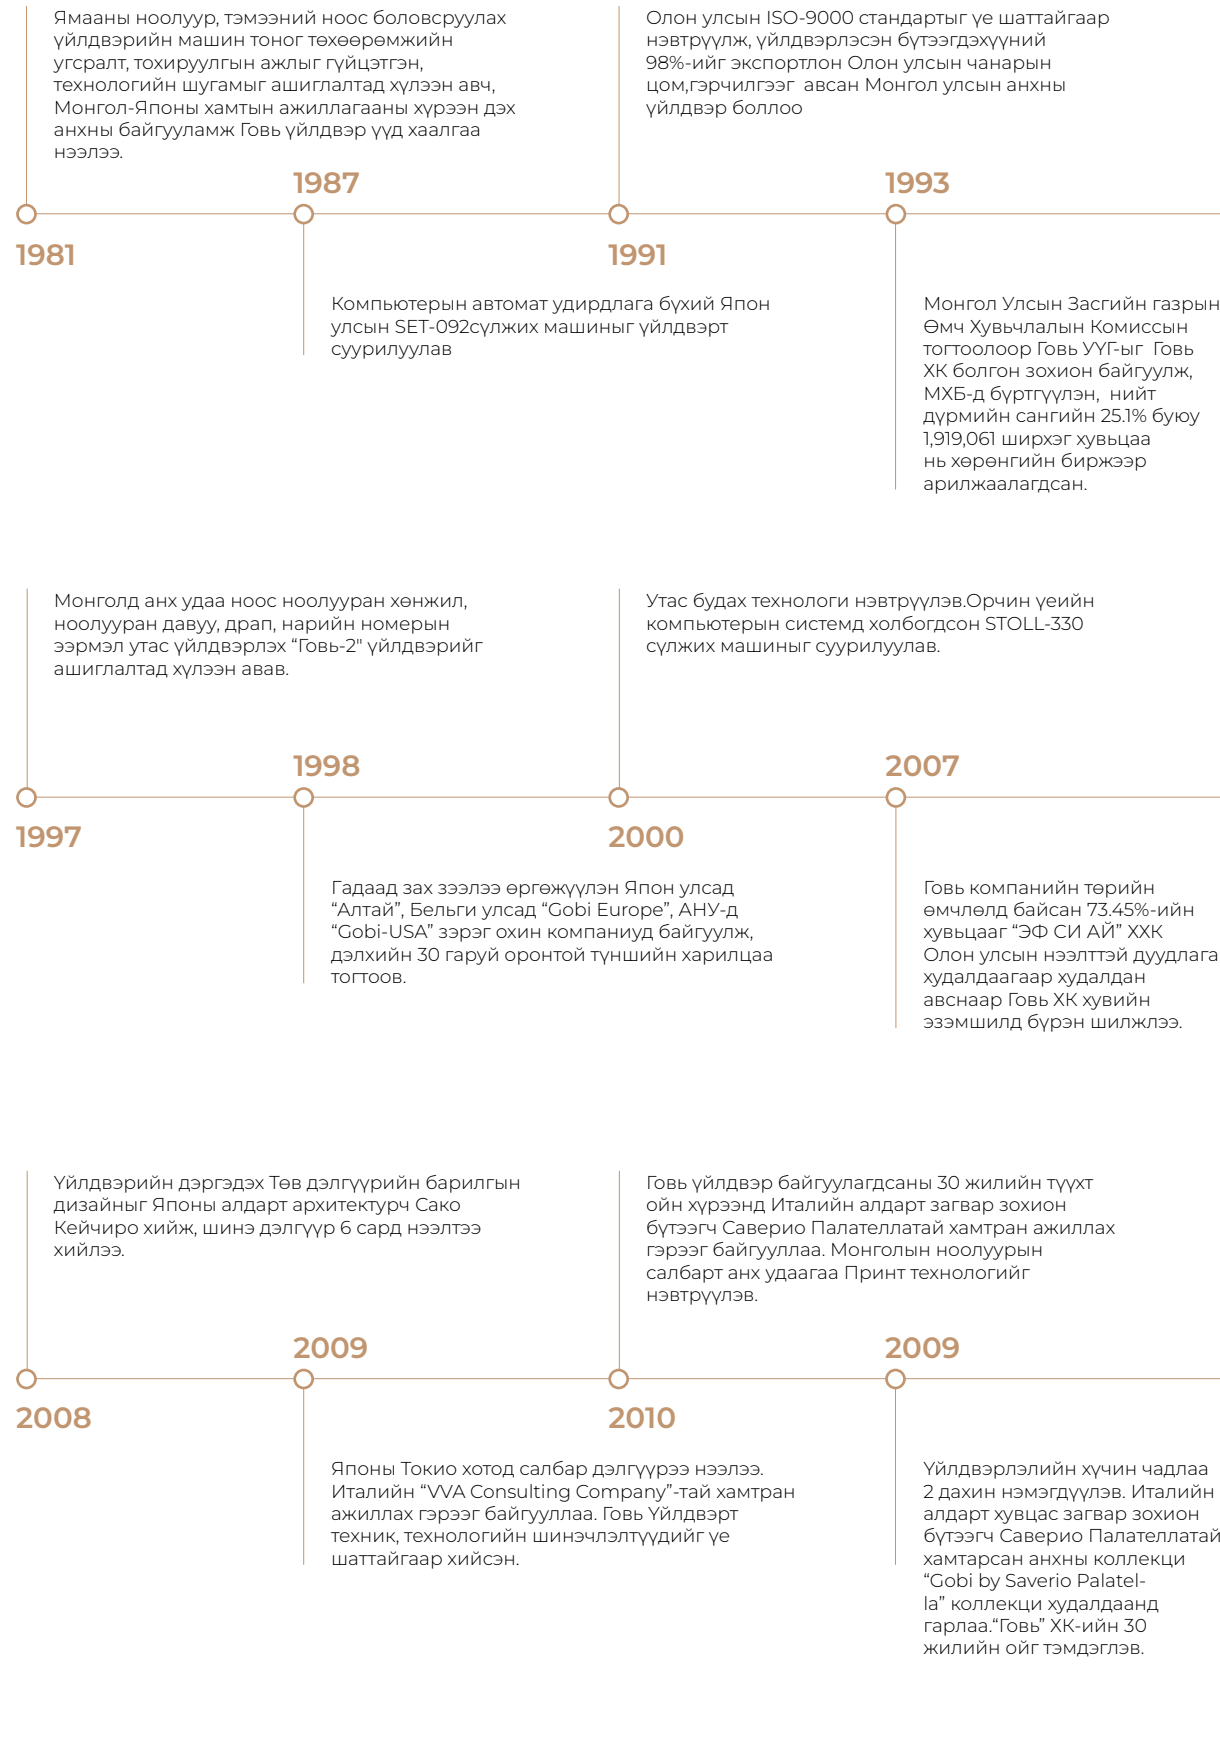 Ямааны ноолуур, тэмээний ноос боловсруулах
үйлдвэрийн машин тоног төхөөрөмжийн
угсралт, тохируулгын ажлыг гүйцэтгэн,
технологийн шугамыг ашиглалтад хүлээн авч,
Монгол-Японы хамтын ажиллагааны хүрээн дэх
анхны байгууламж Говь үйлдвэр үүд хаалгаа
нээлээ.
1981
1987
Компьютерын автомат удирдлага бүхий Япон
улсын SET-092сүлжих машиныг үйлдвэрт
суурилуулав
Олон улсын ISO-9000 стандартыг үе шаттайгаар
нэвтрүүлж, үйлдвэрлэсэн бүтээгдэхүүний
98%-ийг экспортлон Олон улсын чанарын
цом,гэрчилгээг авсан Монгол улсын анхны
үйлдвэр боллоо
1991
1993
Монгол Улсын Засгийн газрын
Өмч Хувьчлалын Комиссын
тогтоолоор Говь УҮГ-ыг Говь
ХК болгон зохион байгуулж,
МХБ-д бүртгүүлэн, нийт
дүрмийн сангийн 25.1% буюу
1,919,061 ширхэг хувьцаа
нь хөрөнгийн биржээр
арилжаалагдсан.
Монголд анх удаа ноос ноолууран хөнжил,
ноолууран давуу, драп, нарийн номерын
ээрмэл утас үйлдвэрлэх “Говь-2" үйлдвэрийг
ашиглалтад хүлээн авав.
1997
1998
Гадаад зах зээлээ өргөжүүлэн Япон улсад
“Алтай”, Бельги улсад “Gobi Europe”, АНУ-д
“Gobi-USA” зэрэг охин компаниуд байгуулж,
дэлхийн 30 гаруй оронтой түншийн харилцаа
тогтоов.
Утас будах технологи нэвтрүүлэв.Орчин үеийн
компьютерын системд холбогдсон STOLL-330
сүлжих машиныг суурилуулав.
2000
2007
Говь компанийн төрийн
өмчлөлд байсан 73.45%-ийн
хувьцааг “ЭФ СИ АЙ” ХХК
Олон улсын нээлттэй дуудлага
худалдаагаар худалдан
авснаар Говь ХК хувийн
эзэмшилд бүрэн шилжлээ.
Үйлдвэрийн дэргэдэх Төв дэлгүүрийн барилгын
дизайныг Японы алдарт архитектурч Сако
Кейчиро хийж, шинэ дэлгүүр 6 сард нээлтээ
хийлээ.
2008
2009
Японы Токио хотод салбар дэлгүүрээ нээлээ.
Италийн “VVA Consulting Company”-тай хамтран
ажиллах гэрээг байгууллаа. Говь Үйлдвэрт
техник, технологийн шинэчлэлтүүдийг үе
шаттайгаар хийсэн.
Говь үйлдвэр байгуулагдсаны 30 жилийн түүхт
ойн хүрээнд Италийн алдарт загвар зохион
бүтээгч Саверио Палателлатай хамтран ажиллах
гэрээг байгууллаа. Монголын ноолуурын
салбарт анх удаагаа Принт технологийг
нэвтрүүлэв.
2010
2009
Үйлдвэрлэлийн хүчин чадлаа
2 дахин нэмэгдүүлэв. Италийн
алдарт хувцас загвар зохион
бүтээгч Саверио Палателлатай
хамтарсан анхны коллекци
“Gobi by Saverio Palatel-
la” коллекци худалдаанд
гарлаа.“Говь” ХК-ийн 30
жилийн ойг тэмдэглэв.